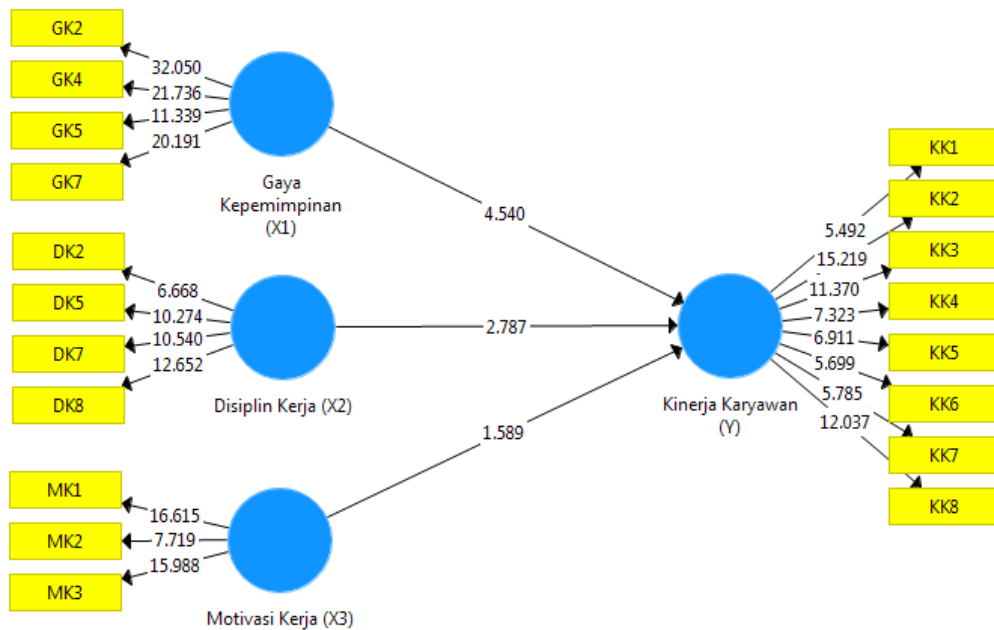 GK2
GK4
GK5
GK7
32.050
21.736
11.339
20.191
Gaya
Kepemimpinan
(X1)
DK2
DK5
DK7
DK8
6.668
10.274
10.540
12.652
Disiplin Kerja (X2)
MK1
MK2
MK3
16.615
7.719
15.988
Motivasi Kerja (X3)
4.540
2.787
1.589
Kinerja Karyawan
(Y)
5.492
15.219
11.370
7.323
6.911
5.699
5.785
12.037
KK1
KK2
KK3
KK4
KK5
KK6
KK7
KK8